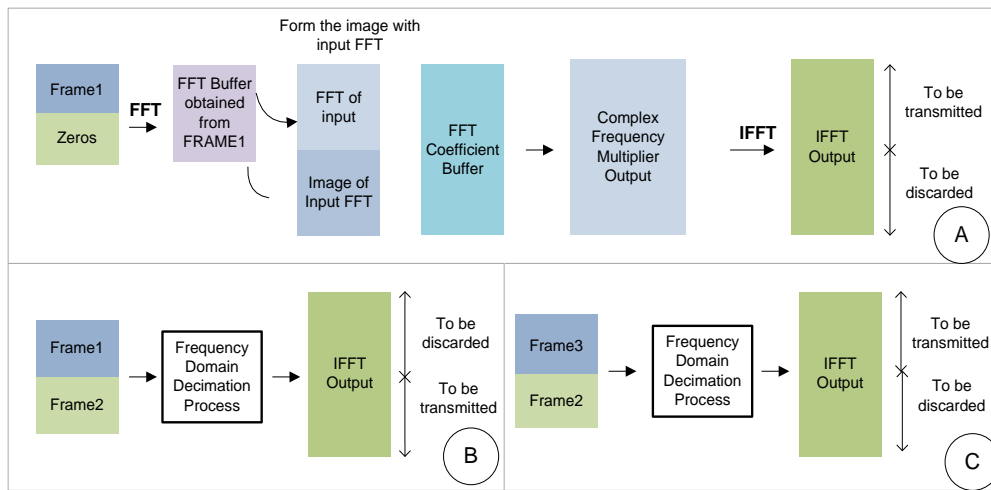 Form the image with
input FFT
Frame1
Zeros
FFT
FFT Buffer
obtained
from
FRAME1
FFT of
input
Image of
Input FFT
FFT
Coefficient
Buffer
Complex
Frequency
Multiplier
Output
IFFT
IFFT
Output
To be
transmitted
To be
discarded
A
Frame1
Frame2
Frequency
Domain
Decimation
Process
IFFT
Output
To be
discarded
To be
transmitted
B
Frame3
Frame2
Frequency
Domain
Decimation
Process
IFFT
Output
To be
transmitted
To be
discarded
C